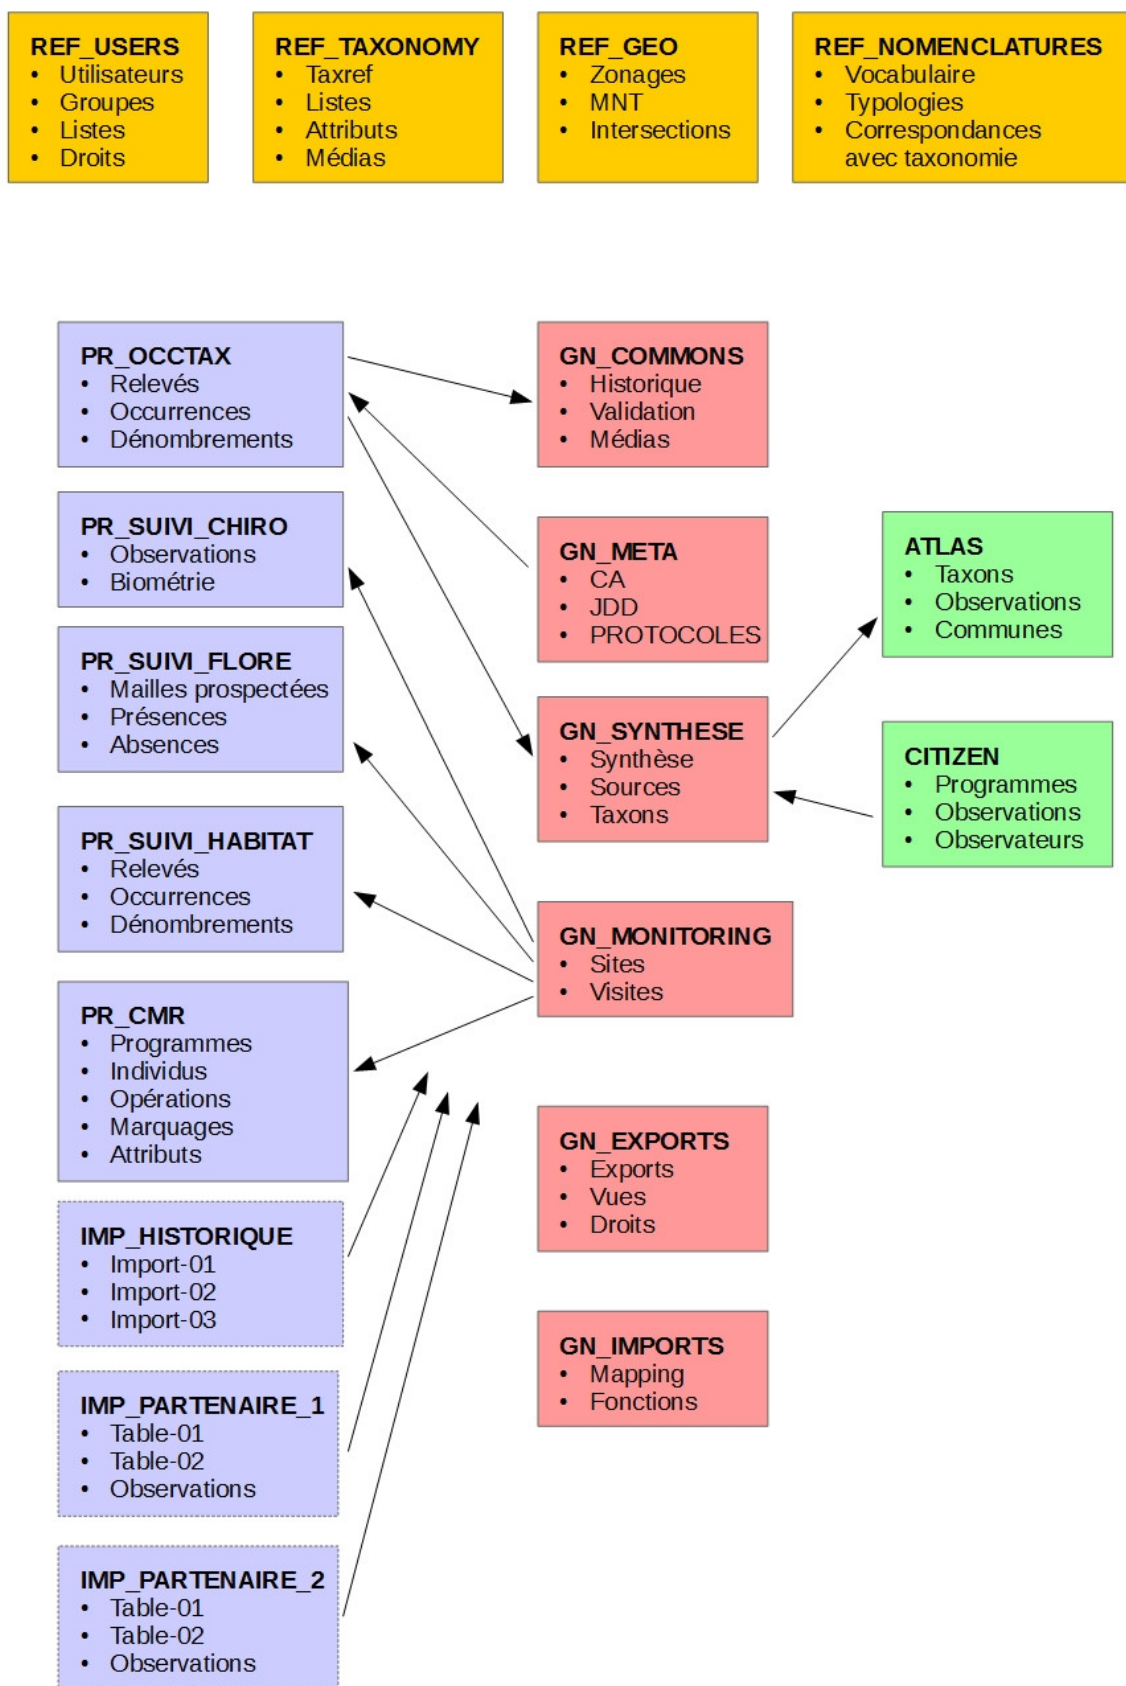 REF_USERS
• Utilisateurs
• Groupes
• Listes
• Droits
REF_TAXONOMY
• Taxref
• Listes
• Attributs
• Médias
REF_GEO
• Zonages
• MNT
• Intersections
REF_NOMENCLATURES
• Vocabulaire
• Typologies
• Correspondances
avec taxonomie
PR_OCCTAX
• Relevés
• Occurrences
• Dénombrements
PR_SUIVI_CHIRO
• Observations
• Biométrie
PR_SUIVI_FLORE
• Mailles prospectées
• Présences
• Absences
PR_SUIVI_HABITAT
• Relevés
• Occurrences
• Dénombrements
PR_CMR
• Programmes
• Individus
• Opérations
• Marquages
• Attributs
IMP_HISTORIQUE
• Import-01
• Import-02
• Import-03
IMP_PARTENAIRE_1
• Table-01
• Table-02
• Observations
IMP_PARTENAIRE_2
• Table-01
• Table-02
• Observations
GN_COMMONS
• Historique
• Validation
• Médias
GN_META
• CA
• JDD
• PROTOCOLES
GN_SYNTHESE
• Synthèse
• Sources
• Taxons
GN_MONITORING
• Sites
• Visites
GN_EXPORTS
• Exports
• Vues
• Droits
GN_IMPORTS
• Mapping
• Fonctions
ATLAS
• Taxons
• Observations
• Communes
CITIZEN
• Programmes
• Observations
• Observateurs